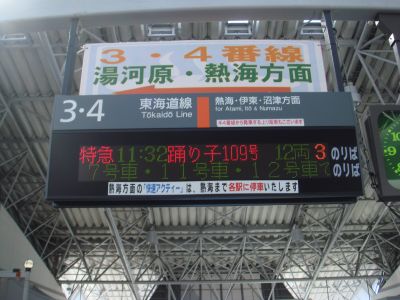 3・4番線
湯河原・熱海方面
3・4
東海道線
Tōkaidō Line
熱海・伊東・沼津方面
for Atami, Itō & Numazu
特急 11:32 踊り子109号 12両 3 のりば
7号車・11号車・12号車で のりば
熱海方面の「快速アクティー」は、熱海まで各駅に停車いたします